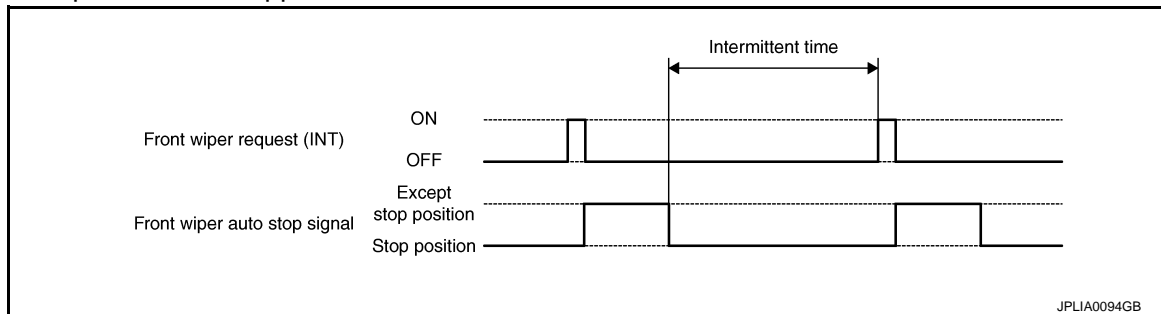 Intermittent time
ON
Front wiper request (INT)
OFF
Except
stop position
Front wiper auto stop signal
Stop position
JPLIA0094GB